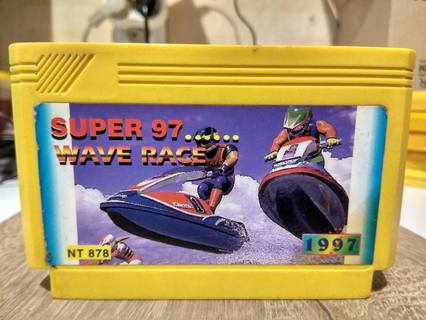 SUPER 97......
WAVE RACE
NT 878
1997